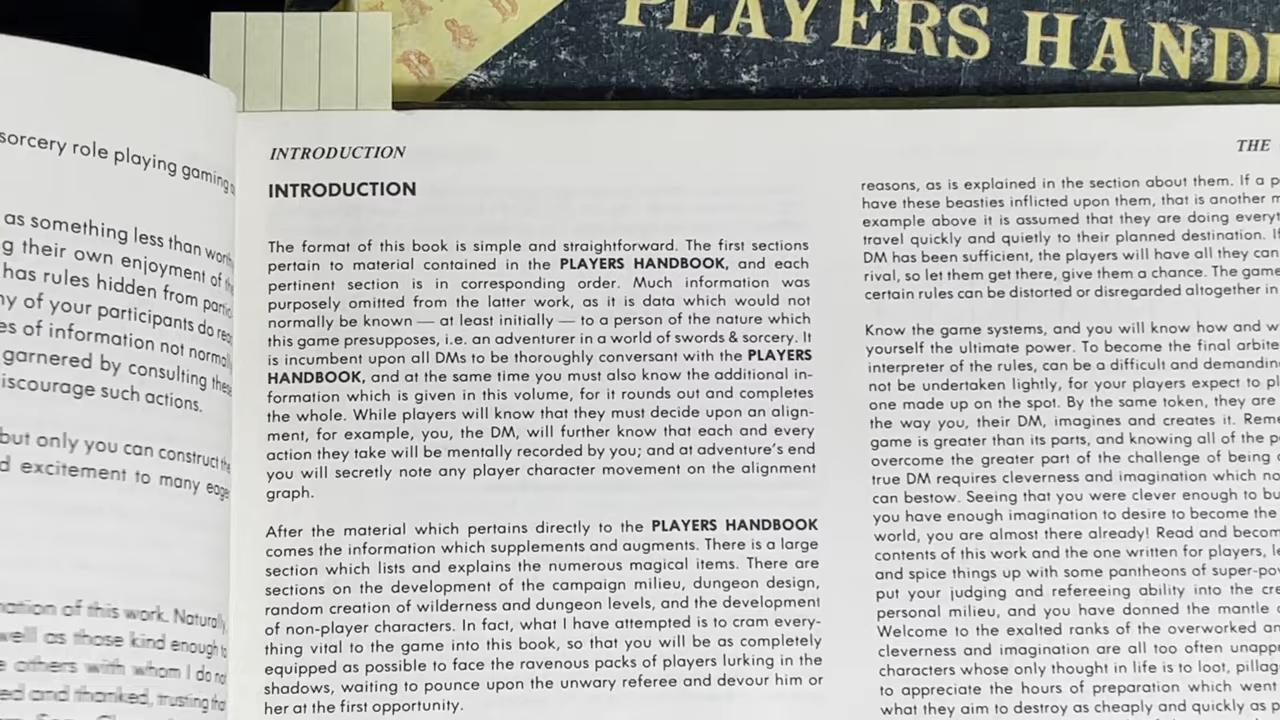 PLAYERS HAND
sorcery role playing gaming
as something less than
g their own enjoyment of
has rules hidden from
y of your participants do
es of information not
garnered by consulting
iscourage such actions.
but only you can construct
d excitement to many
of this work. Naturally,
well as those kind enough
others with whom I do not
ed and thanked, trusting
INTRODUCTION
INTRODUCTION
The format of this book is simple and straightforward. The first sections
pertain to material contained in the PLAYERS HANDBOOK, and each
pertinent section is in corresponding order. Much information was
purposely omitted from the latter work, as it is data which would not
normally be known — at least initially — to a person of the nature which
this game presupposes, i.e. an adventurer in a world of swords & sorcery. It
is incumbent upon all DMs to be thoroughly conversant with the PLAYERS
HANDBOOK, and at the same time you must also know the additional in-
formation which is given in this volume, for it rounds out and completes
the whole. While players will know that they must decide upon an align-
ment, for example, you, the DM, will further know that each and every
action they take will be mentally recorded by you; and at adventure's end
you will secretly note any player character movement on the alignment
graph.
After the material which pertains directly to the PLAYERS HANDBOOK
comes the information which supplements and augments. There is a large
section which lists and explains the numerous magical items. There are
sections on the development of the campaign milieu, dungeon design,
random creation of wilderness and dungeon levels, and the development
of non-player characters. In fact, what I have attempted is to cram every-
thing vital to the game into this book, so that you will be as completely
equipped as possible to face the ravenous packs of players lurking in the
shadows, waiting to pounce upon the unwary referee and devour him or
her at the first opportunity.
THE
reasons, as is explained in the section about them. If a p
have these beasties inflicted upon them, that is another m
example above it is assumed that they are doing everyt
travel quickly and quietly to their planned destination. If
DM has been sufficient, the players will have all they can
rival, so let them get there, give them a chance. The game
certain rules can be distorted or disregarded altogether in
Know the game systems, and you will know how and w
yourself the ultimate power. To become the final arbite
interpreter of the rules, can be a difficult and demandin
not be undertaken lightly, for your players expect to pl
one made up on the spot. By the same token, they are
the way you, their DM, imagines and creates it. Reme
game is greater than its parts, and knowing all of the p
overcome the greater part of the challenge of being
true DM requires cleverness and imagination which no
can bestow. Seeing that you were clever enough to bu
you have enough imagination to desire to become the
world, you are almost there already! Read and becom
contents of this work and the one written for players, le
and spice things up with some pantheons of super-po
put your judging and refereeing ability into the cre
personal milieu, and you have donned the mantle
Welcome to the exalted ranks of the overworked an
cleverness and imagination are all too often unapp
characters whose only thought in life is to loot, pillag
to appreciate the hours of preparation which went
what they aim to destroy as cheaply and quickly as p